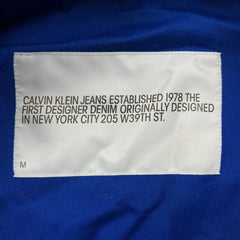 CALVIN KLEIN JEANS ESTABLISHED 1978 THE
FIRST DESIGNER DENIM ORIGINALLY DESIGNED
IN NEW YORK CITY 205 W39TH ST.
M